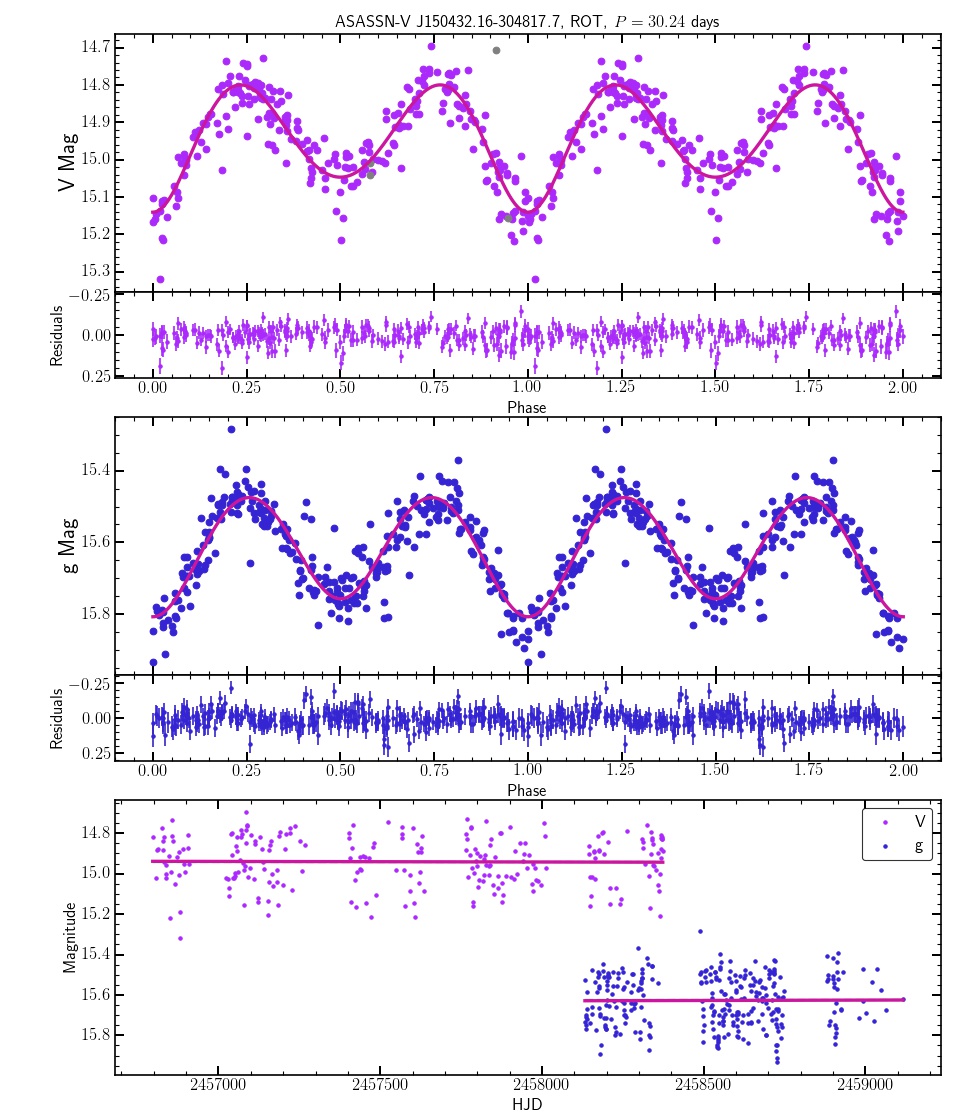 ASASSN-V J150432.16-304817.7, ROT, P = 30.24 days
14.7
14.8
14.9
15.0
15.1
15.2
15.3
V Mag
−0.25
0.00
0.25
Residuals
0.00 0.25 0.50 0.75 1.00 1.25 1.50 1.75 2.00
Phase
15.4
15.6
15.8
g Mag
−0.25
0.00
0.25
Residuals
0.00 0.25 0.50 0.75 1.00 1.25 1.50 1.75 2.00
Phase
14.8
15.0
15.2
15.4
15.6
15.8
Magnitude
V
g
2457000 2457500 2458000 2458500 2459000
HJD